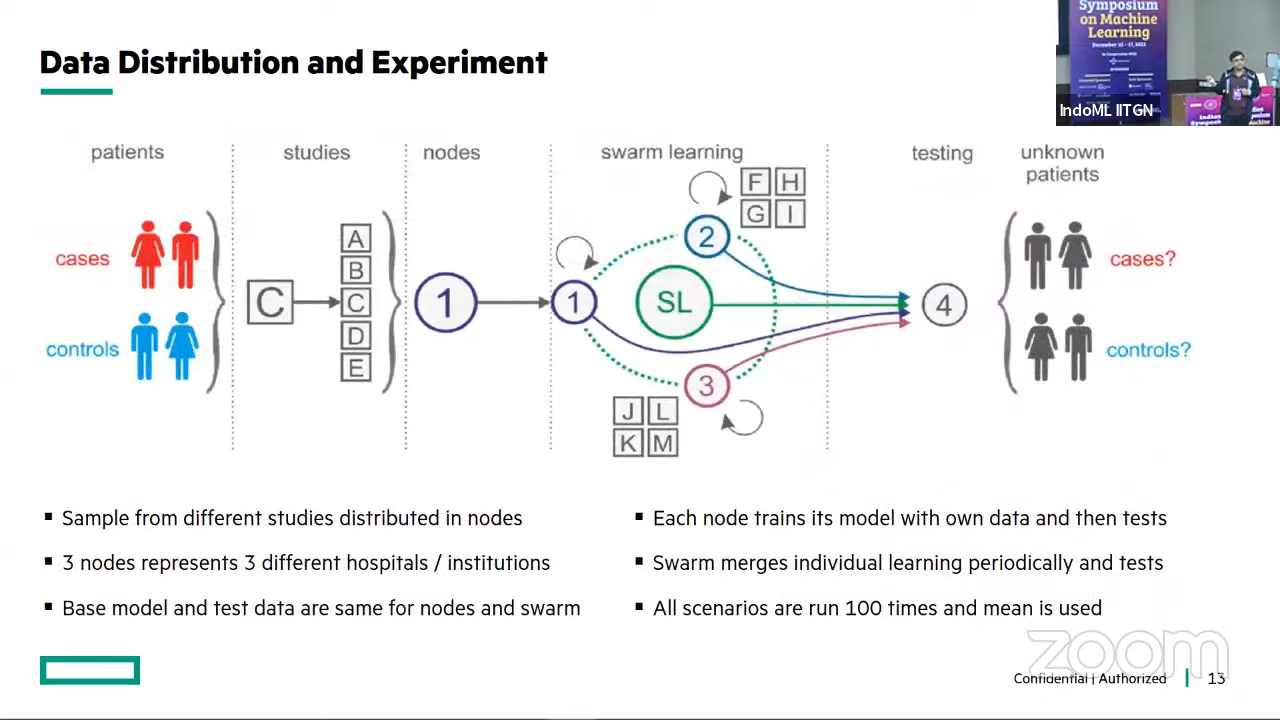 Data Distribution and Experiment
Symposium
on Machine
Learning
IndoML IITGN
patients
studies
nodes
swarm learning
testing
unknown
patients
cases
controls
C
A
B
C
D
E
1
1
2
F H
G I
SL
3
J L
K M
4
cases?
controls?
▪ Sample from different studies distributed in nodes
▪ 3 nodes represents 3 different hospitals / institutions
▪ Base model and test data are same for nodes and swarm
▪ Each node trains its model with own data and then tests
▪ Swarm merges individual learning periodically and tests
▪ All scenarios are run 100 times and mean is used
zoom
Confidential | Authorized
13